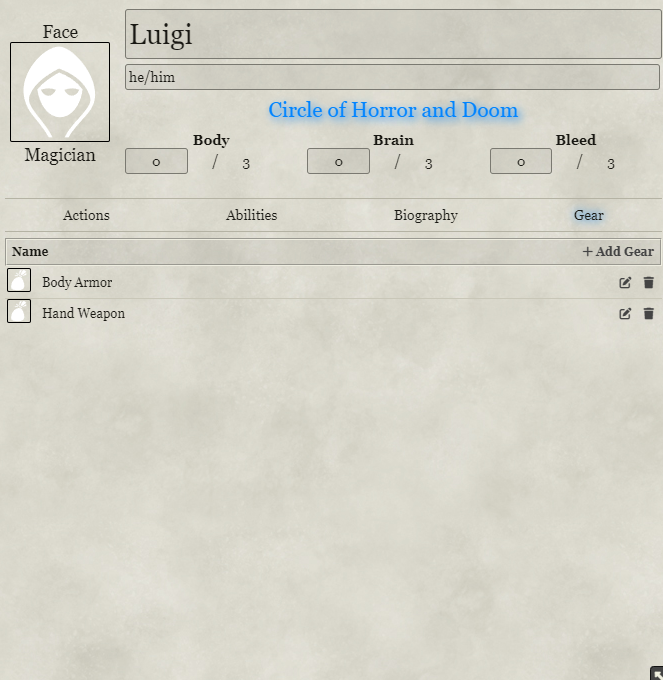 Face
Luigi
he/him
Magician
Circle of Horror and Doom
Body Brain Bleed
0 / 3 0 / 3 0 / 3
Actions Abilities Biography Gear
Name + Add Gear
Body Armor
Hand Weapon